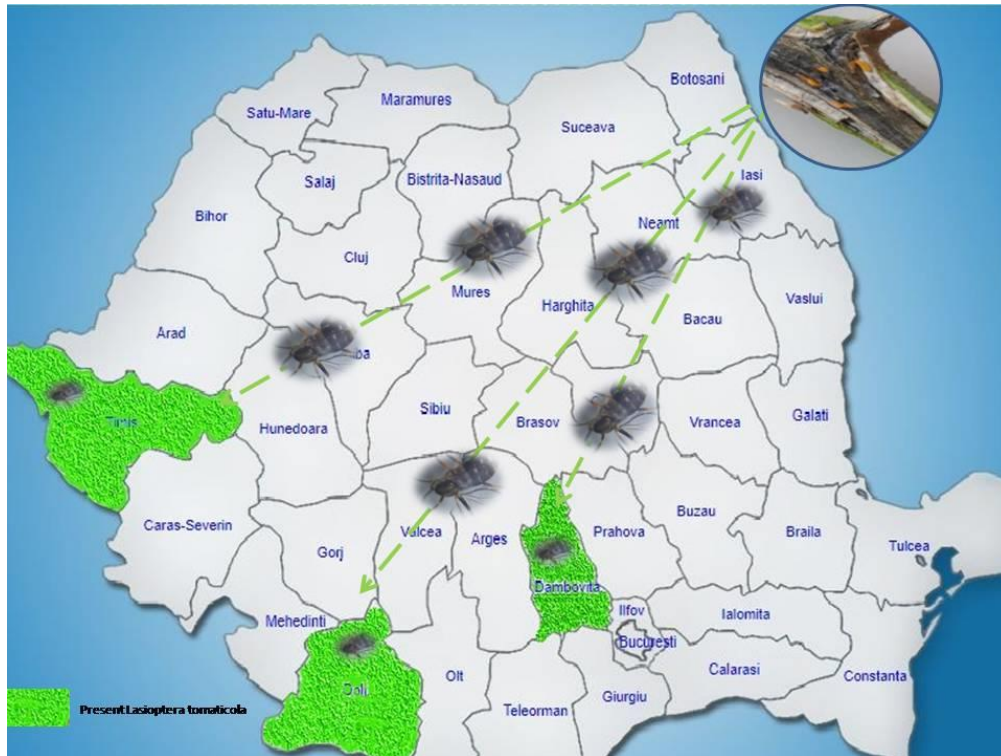 Botosani
Maramures
Satu-Mare
Suceava
Salaj
Bistrita-Nasaud
Iasi
Bihor
Neamt
Cluj
Mures
Harghita
Vaslui
Bacau
Arad
Sibiu
Brasov
Galati
Timis
Hunedoara
Vrancea
Caras-Severin
Valcea
Buzau
Gorj
Arges
Prahova
Braila
Tulcea
Dambovita
Mehedinti
Ilfov
Ialomita
Bucuresti
Olt
Calarasi
Constanta
Dolj
Giurgiu
Teleorman
Present Lasioptera tomaticola